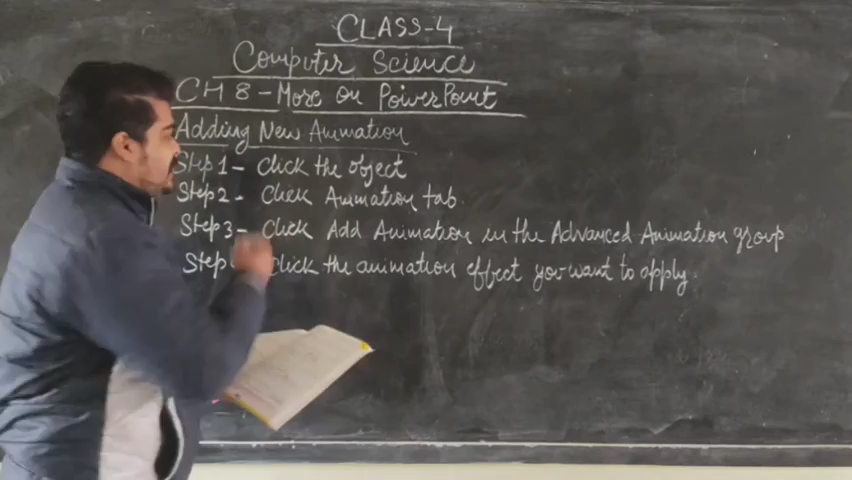 CLASS-4
Computer Science
CH 8 - More on PowerPoint
Adding New Animation
Step 1 - Click the object
Step 2 - Click Animation tab.
Step 3 - Click Add Animation in the Advanced Animation group
Step Click the animation effect you want to apply.